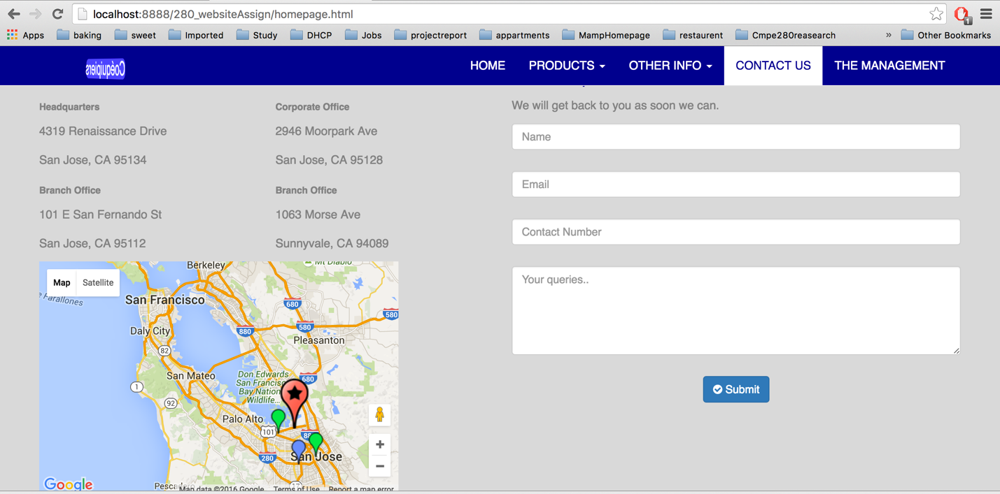 localhost:8888/280_websiteAssign/homepage.html
1
Apps baking sweet Imported Study DHCP Jobs projectreport appartments MampHomepage restaurent Cmpe280reasearch » Other Bookmarks
HOME PRODUCTS OTHER INFO CONTACT US THE MANAGEMENT
Headquarters
4319 Renaissance Drive
San Jose, CA 95134
Corporate Office
2946 Moorpark Ave
San Jose, CA 95128
Branch Office
101 E San Fernando St
San Jose, CA 95112
Branch Office
1063 Morse Ave
Sunnyvale, CA 94089
Map Satellite
Berkeley
Mt Diablo
e Farallones
San Francisco
680
580
580
880
Daly City
Pleasanton
82
San Mateo
Don Edwards
San Francisc
Bay Nation
Wildlife...
680
1
92
Palo Alto
101
88
280
San Jose
17
Pescadero
Google
Map data ©2016 Google Terms of Use Report a map error
We will get back to you as soon we can.
Name
Email
Contact Number
Your queries..
Submit